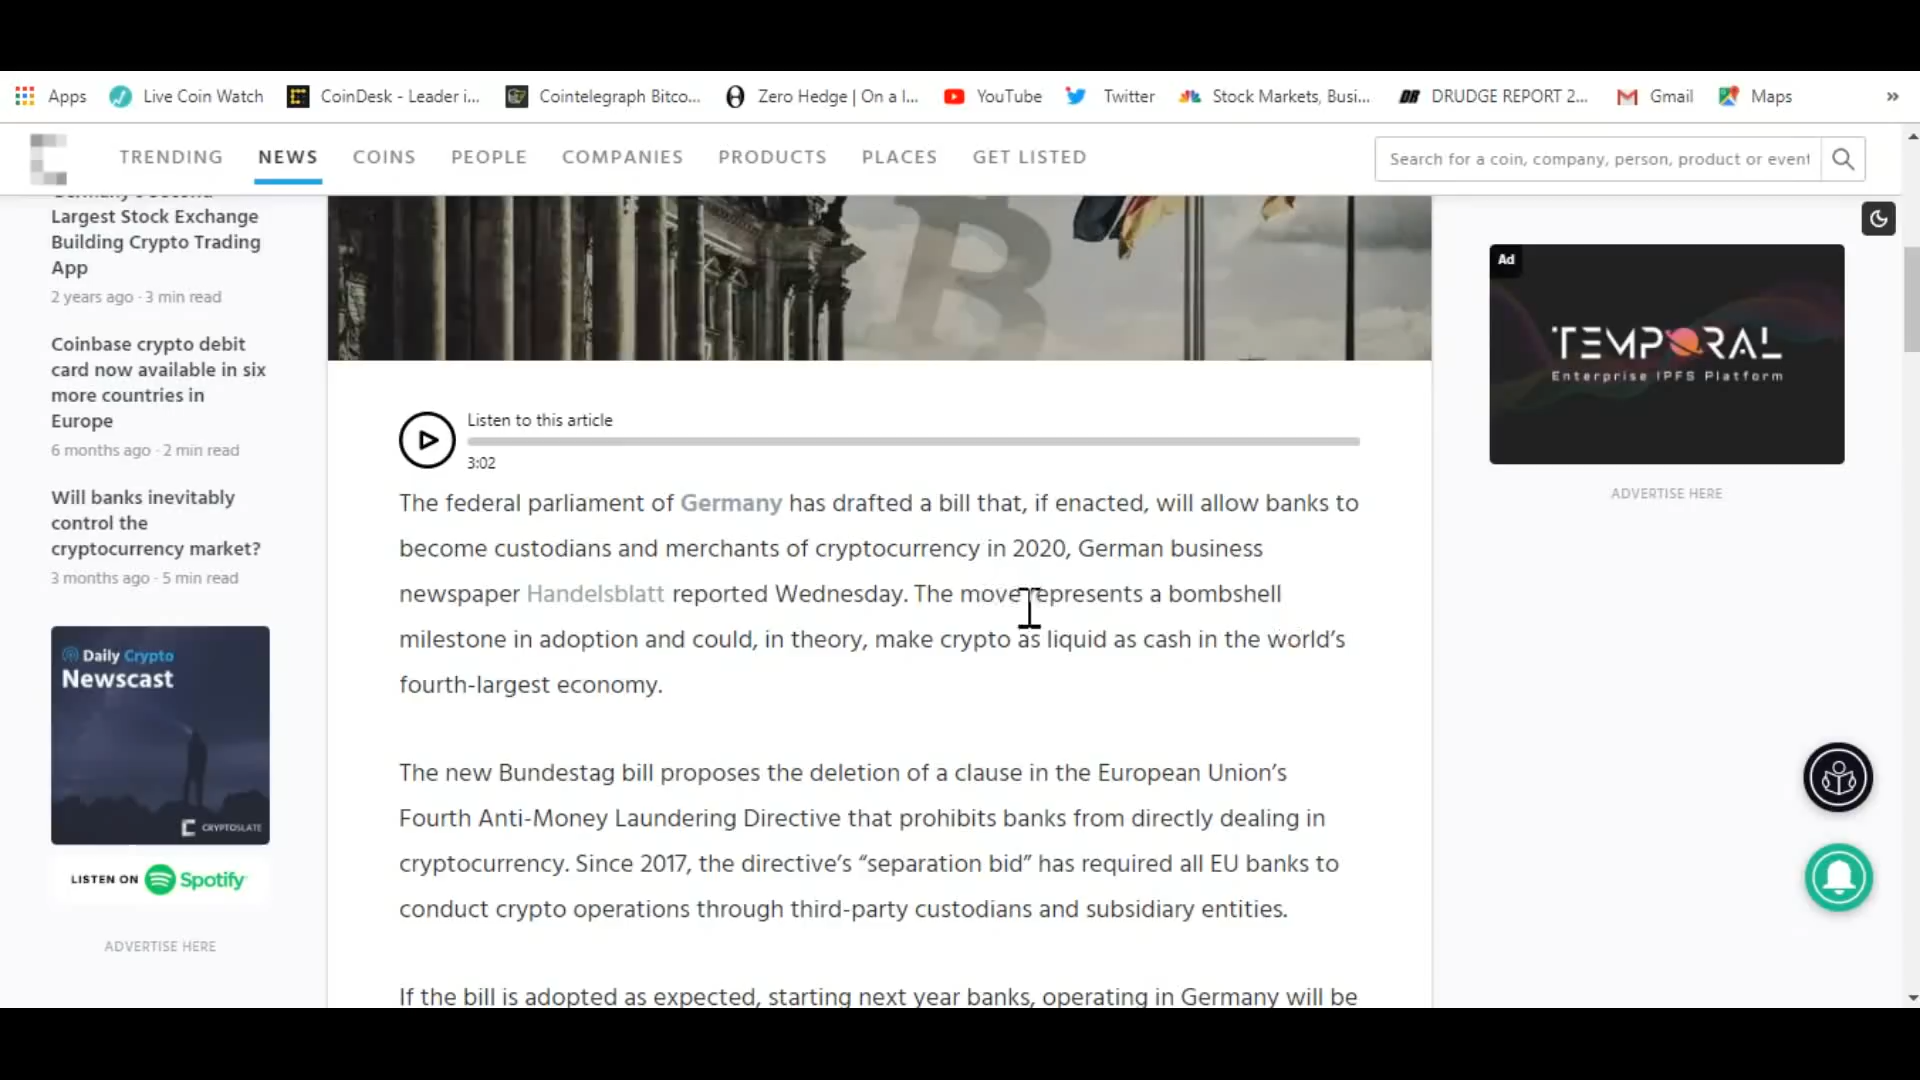 Apps
Live Coin Watch
CoinDesk - Leader i...
Cointelegraph Bitco...
Zero Hedge | On a l...
YouTube
Twitter
Stock Markets, Busi...
DRUDGE REPORT 2...
Gmail
Maps
»
TRENDING
NEWS
COINS
PEOPLE
COMPANIES
PRODUCTS
PLACES
GET LISTED
Search for a coin, company, person, product or event
Largest Stock Exchange
Building Crypto Trading
App
2 years ago · 3 min read
Coinbase crypto debit
card now available in six
more countries in
Europe
6 months ago · 2 min read
Will banks inevitably
control the
cryptocurrency market?
3 months ago · 5 min read
Daily Crypto
Newscast
CRYPTOSLATE
LISTEN ON Spotify
ADVERTISE HERE
Listen to this article
3:02
The federal parliament of Germany has drafted a bill that, if enacted, will allow banks to
become custodians and merchants of cryptocurrency in 2020, German business
newspaper Handelsblatt reported Wednesday. The move represents a bombshell
milestone in adoption and could, in theory, make crypto as liquid as cash in the world’s
fourth-largest economy.
The new Bundestag bill proposes the deletion of a clause in the European Union’s
Fourth Anti-Money Laundering Directive that prohibits banks from directly dealing in
cryptocurrency. Since 2017, the directive’s “separation bid” has required all EU banks to
conduct crypto operations through third-party custodians and subsidiary entities.
If the bill is adopted as expected, starting next year banks, operating in Germany will be
Ad
TEMPORAL
Enterprise IPFS Platform
ADVERTISE HERE